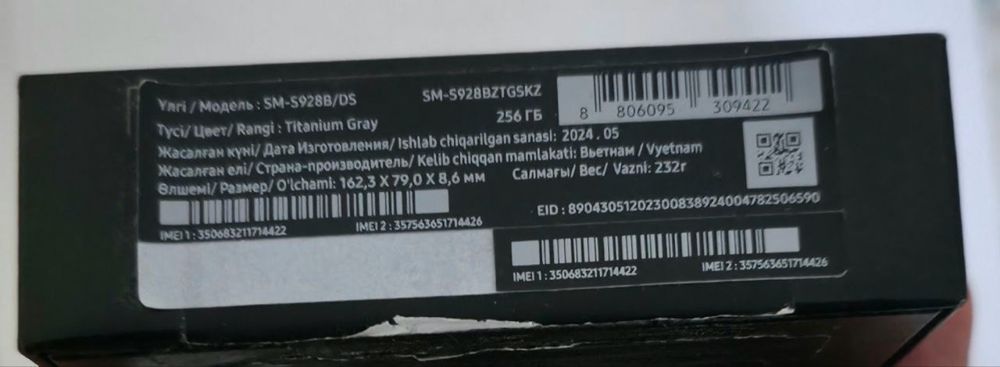 Үлгі / Модель : SM-S928B/DS SM-S928BZTGSKZ
256 ГБ
8 806095 309422
Түсі/ Цвет/ Rangi : Titanium Gray
Жасалған күні/ Дата Изготовления/ Ishlab chiqarilgan sanasi: 2024 . 05
Жасалған елі/ Страна-производитель/ Kelib chiqqan mamlakati: Вьетнам / Vyetnam
Өлшемі/ Размер/ O'lchami: 162,3 X 79,0 X 8,6 мм Салмағы/ Вес/ Vazni: 232г
EID : 89043051202300838924004782506590
IMEI 1 : 350683211714422 IMEI 2 : 357563651714426
IMEI 1 : 350683211714422 IMEI 2 : 357563651714426